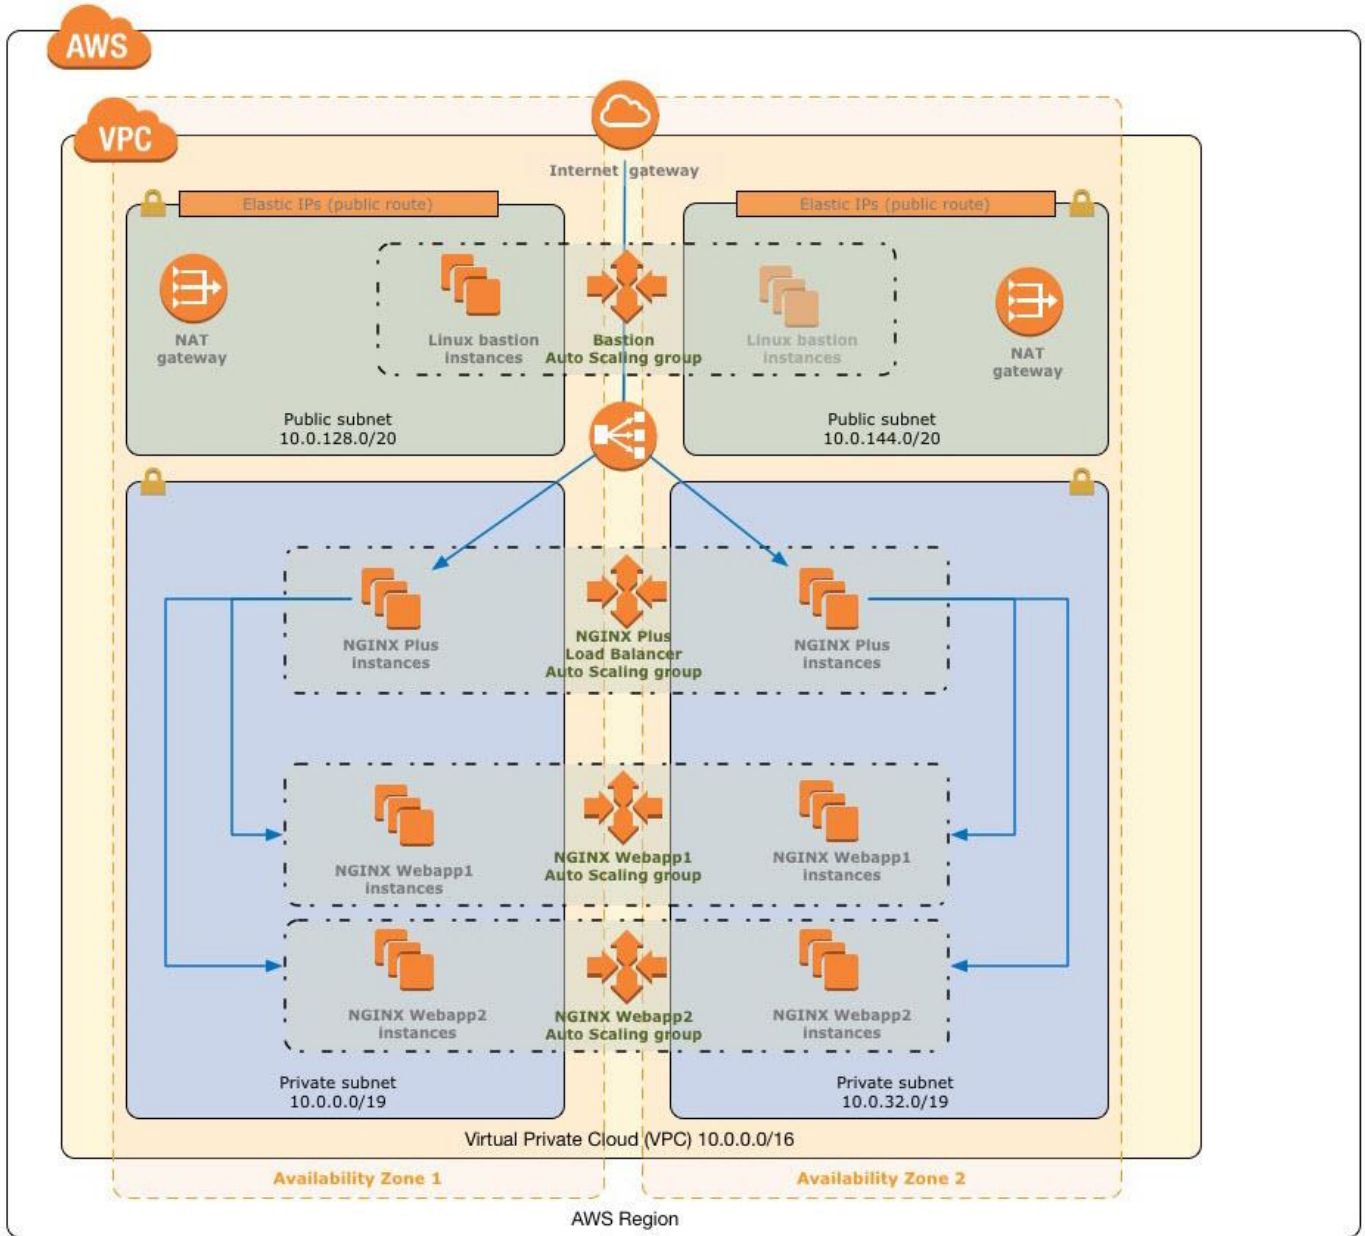 AWS
VPC
Internet gateway
Elastic IPs (public route)
Elastic IPs (public route)
NAT
gateway
Linux bastion
instances
Bastion
Auto Scaling group
Linux bastion
instances
NAT
gateway
Public subnet
10.0.128.0/20
Public subnet
10.0.144.0/20
NGINX Plus
instances
NGINX Plus
Load Balancer
Auto Scaling group
NGINX Plus
instances
NGINX Webapp1
instances
NGINX Webapp1
Auto Scaling group
NGINX Webapp1
instances
NGINX Webapp2
instances
NGINX Webapp2
Auto Scaling group
NGINX Webapp2
instances
Private subnet
10.0.0.0/19
Private subnet
10.0.32.0/19
Virtual Private Cloud (VPC) 10.0.0.0/16
Availability Zone 1
Availability Zone 2
AWS Region